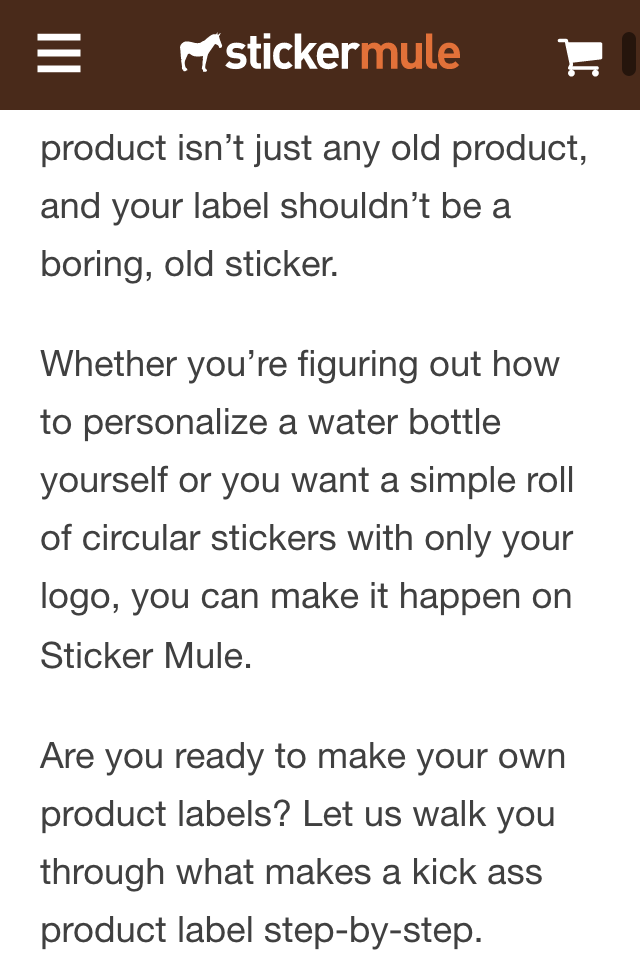 stickermule
product isn’t just any old product,
and your label shouldn’t be a
boring, old sticker.
Whether you’re figuring out how
to personalize a water bottle
yourself or you want a simple roll
of circular stickers with only your
logo, you can make it happen on
Sticker Mule.
Are you ready to make your own
product labels? Let us walk you
through what makes a kick ass
product label step-by-step.